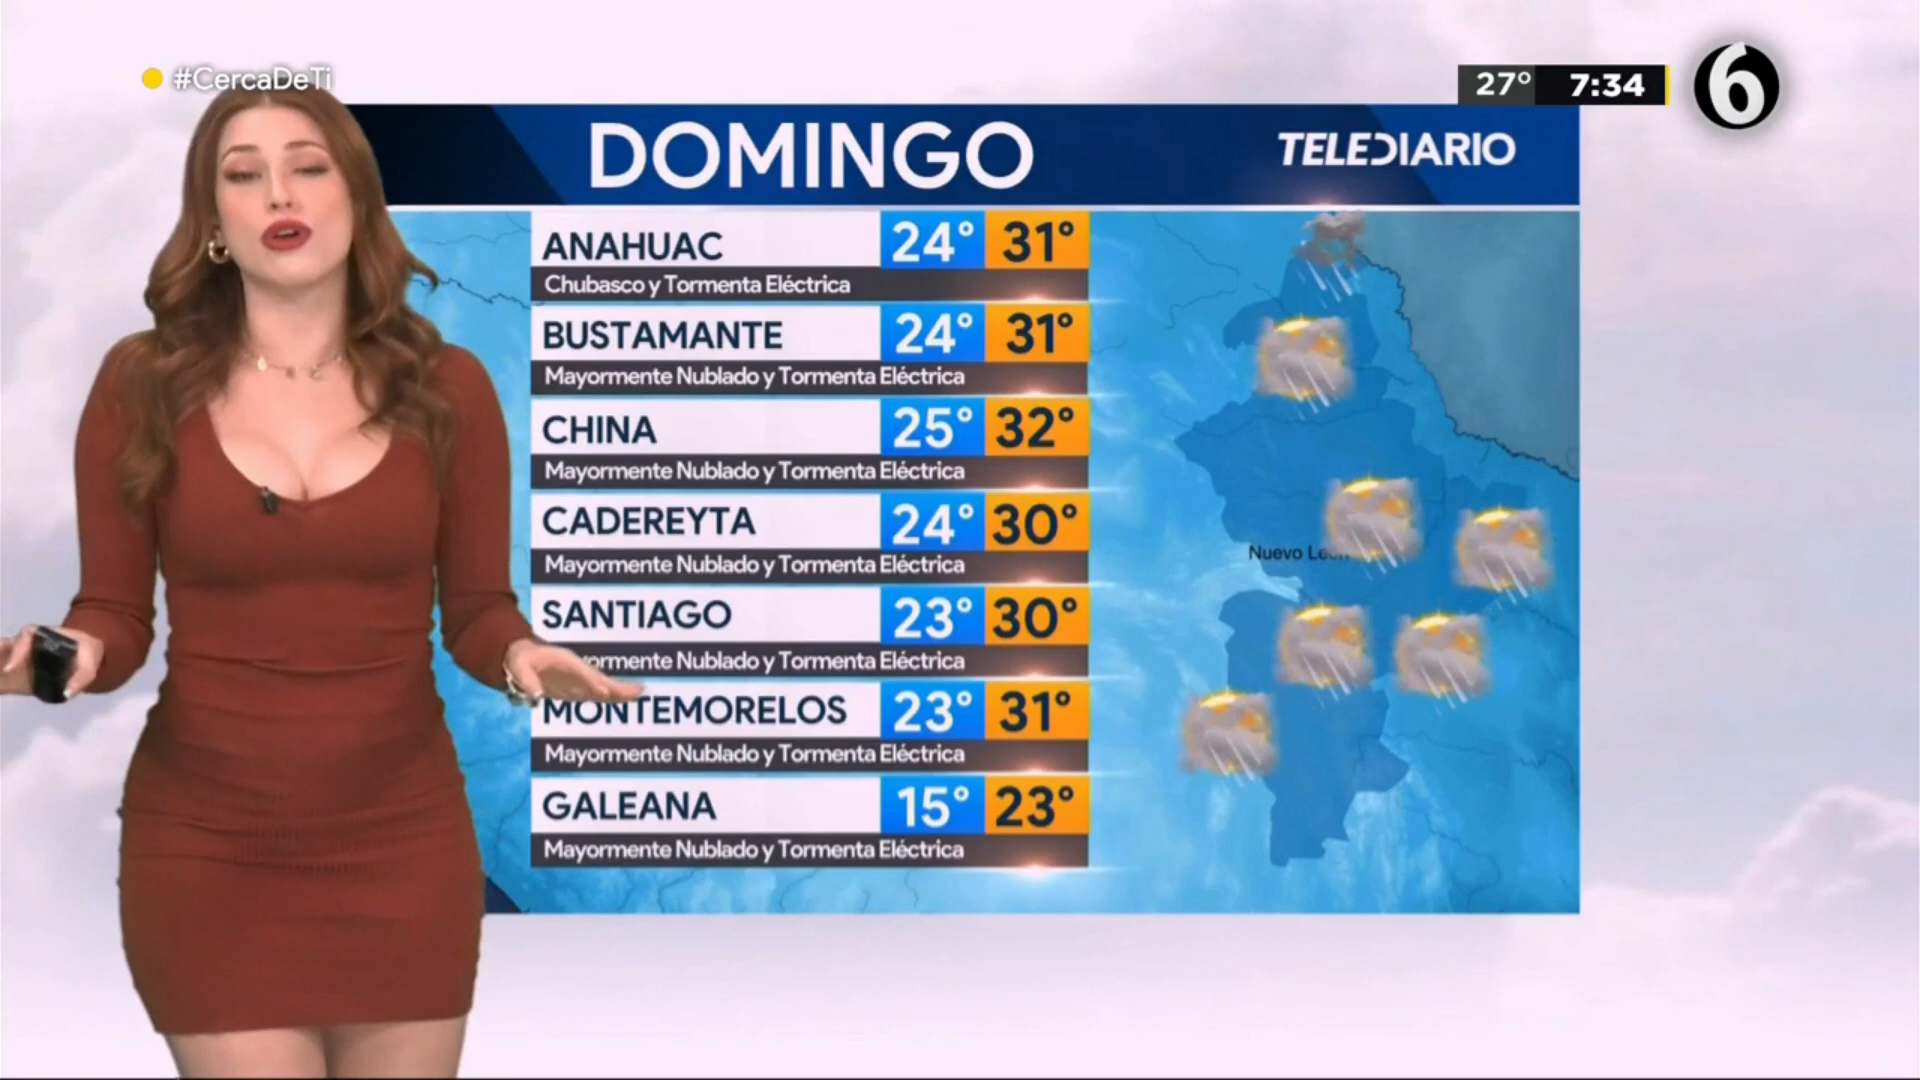 #CercaDeTi
27° 7:34
6
DOMINGO
TELEDIARIO
ANAHUAC 24° 31°
Chubasco y Tormenta Eléctrica
BUSTAMANTE 24° 31°
Mayormente Nublado y Tormenta Eléctrica
CHINA 25° 32°
Mayormente Nublado y Tormenta Eléctrica
CADEREYTA 24° 30°
Mayormente Nublado y Tormenta Eléctrica
SANTIAGO 23° 30°
Nublado y Tormenta Eléctrica
MONTEMORELOS 23° 31°
Mayormente Nublado y Tormenta Eléctrica
GALEANA 15° 23°
Mayormente Nublado y Tormenta Eléctrica
Nuevo